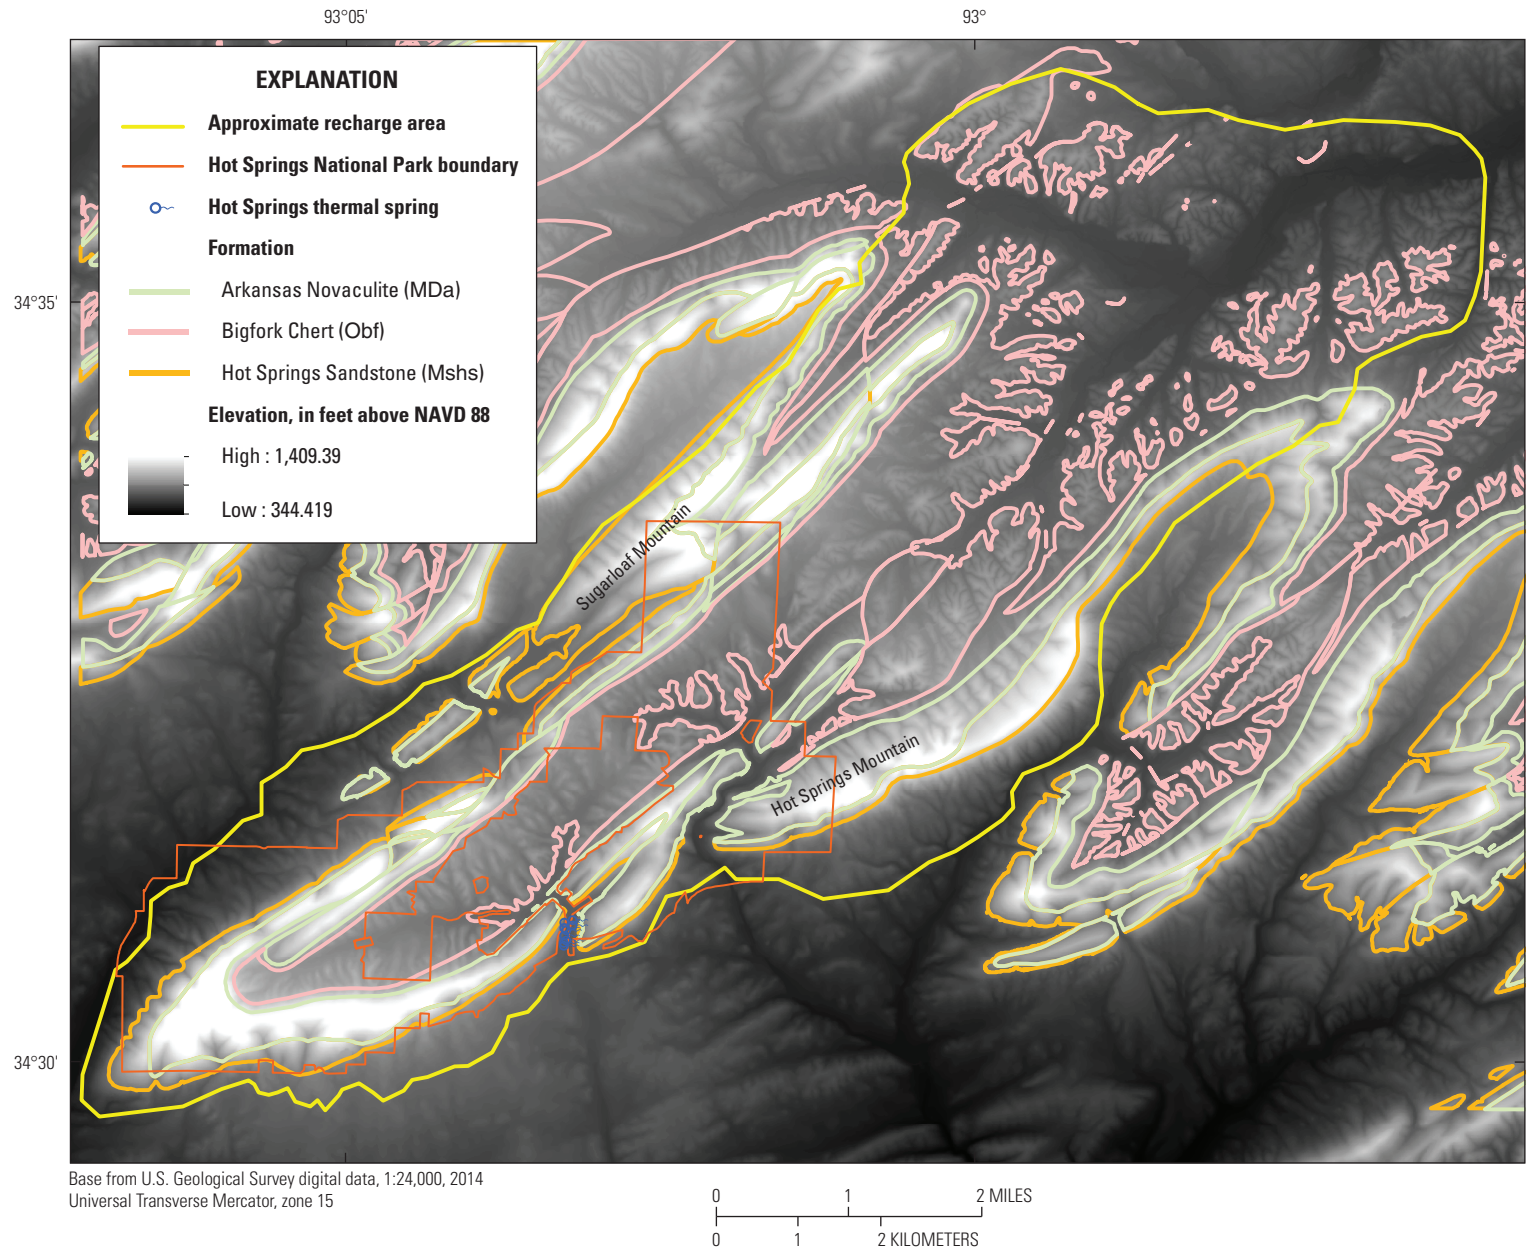 93°05'
93°
EXPLANATION
Approximate recharge area
Hot Springs National Park boundary
Hot Springs thermal spring
Formation
Arkansas Novaculite (MDa)
Bigfork Chert (Obf)
Hot Springs Sandstone (Mshs)
Elevation, in feet above NAVD 88
High : 1,409.39
Low : 344.419
34°35'
Sugarloaf Mountain
Hot Springs Mountain
34°30'
Base from U.S. Geological Survey digital data, 1:24,000, 2014
Universal Transverse Mercator, zone 15
0 1 2 MILES
0 1 2 KILOMETERS